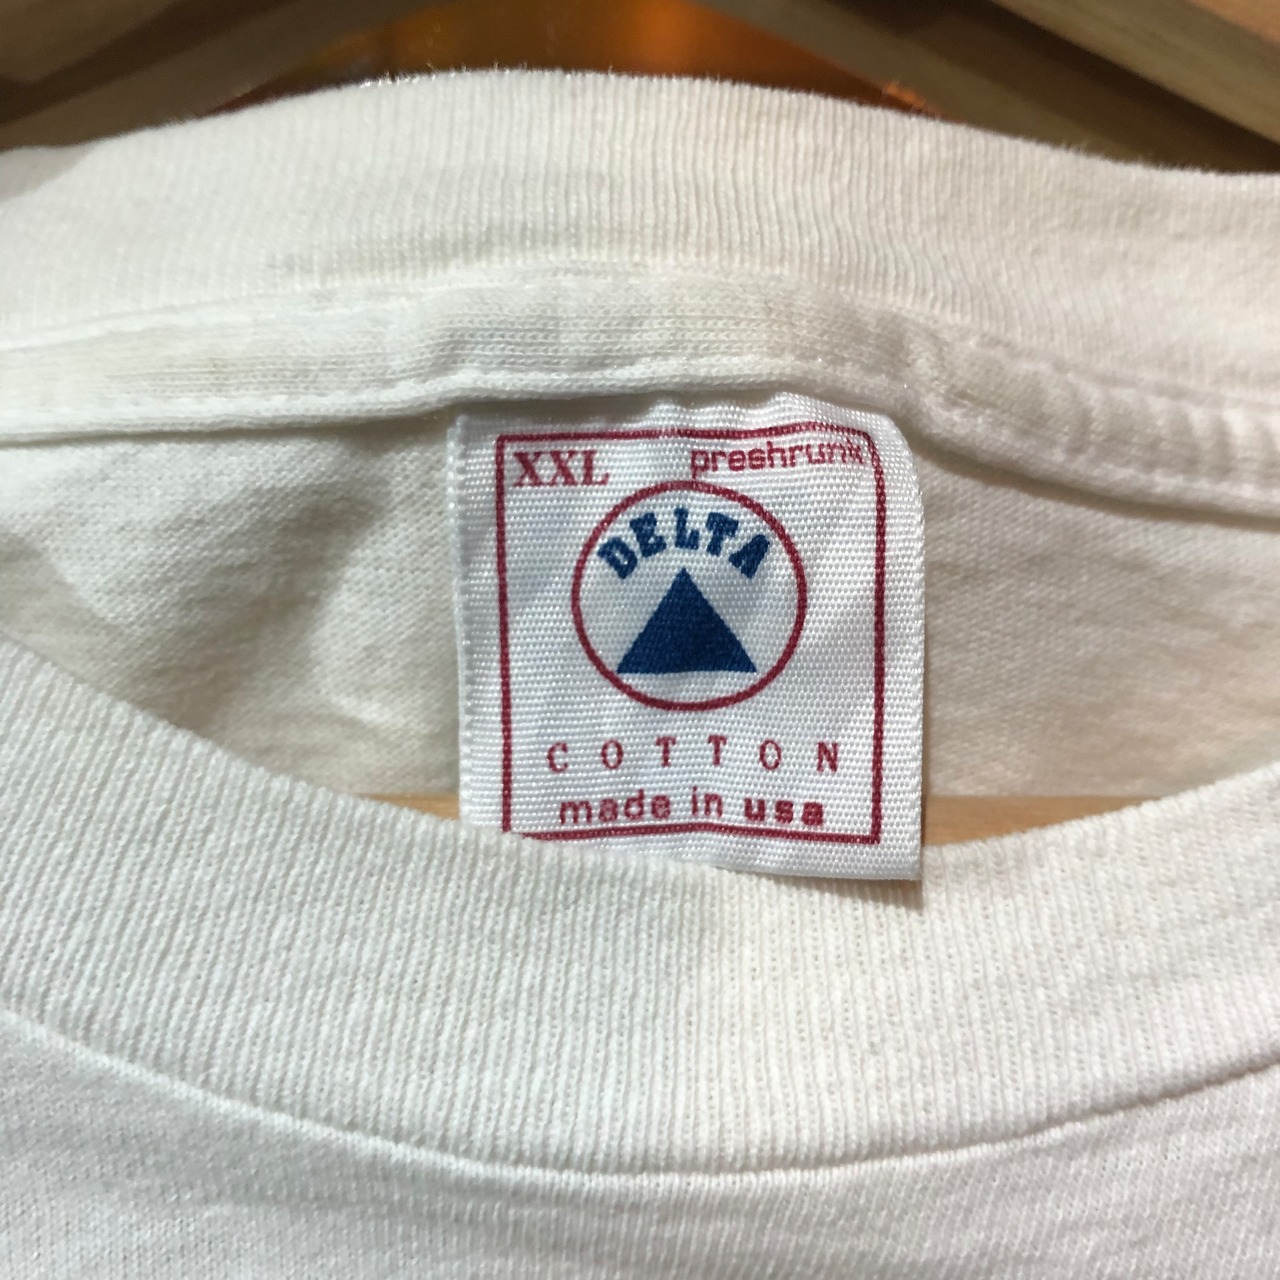 XXL preshrunk
DELTA
COTTON
made in usa